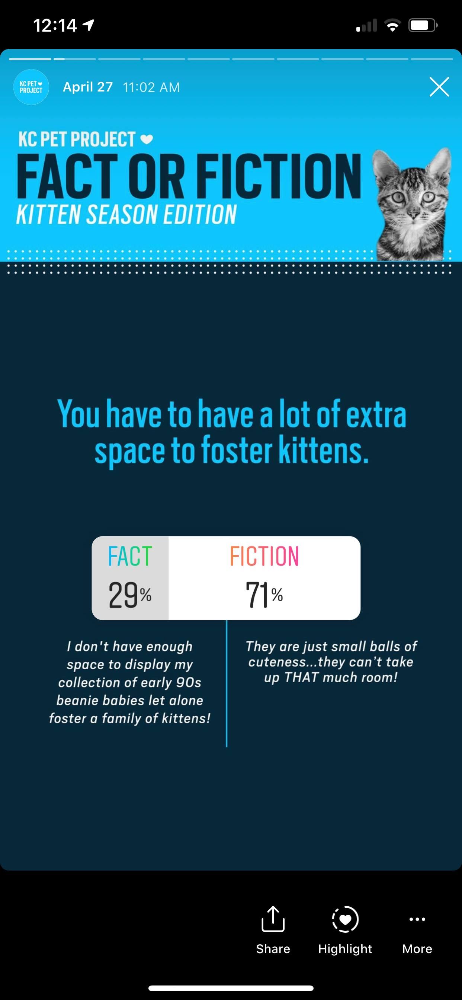 12:14
KC PET
PROJECT
April 27 11:02 AM
KC PET PROJECT
FACT OR FICTION
KITTEN SEASON EDITION
You have to have a lot of extra
space to foster kittens.
FACT FICTION
29% 71%
I don't have enough
space to display my
collection of early 90s
beanie babies let alone
foster a family of kittens!
They are just small balls of
cuteness...they can’t take
up THAT much room!
Share Highlight More